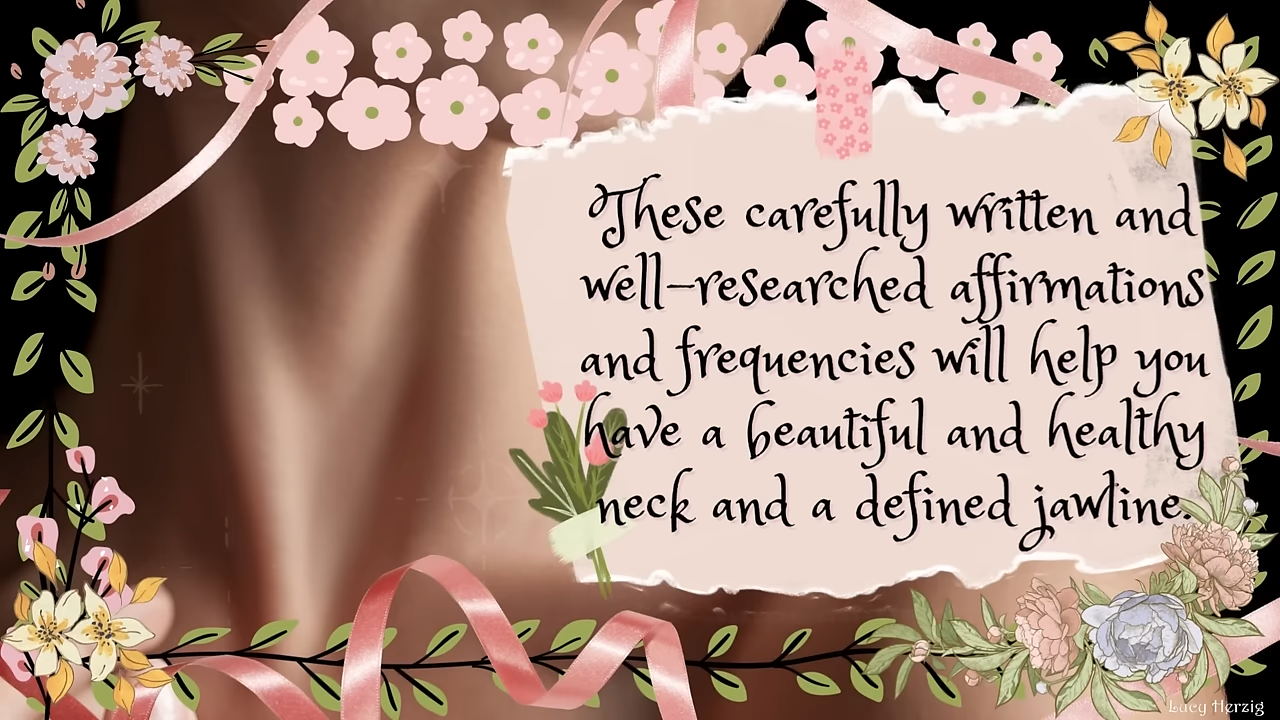 These carefully written and
well-researched affirmations
and frequencies will help you
have a beautiful and healthy
neck and a defined jawline.
Lucy Herzig